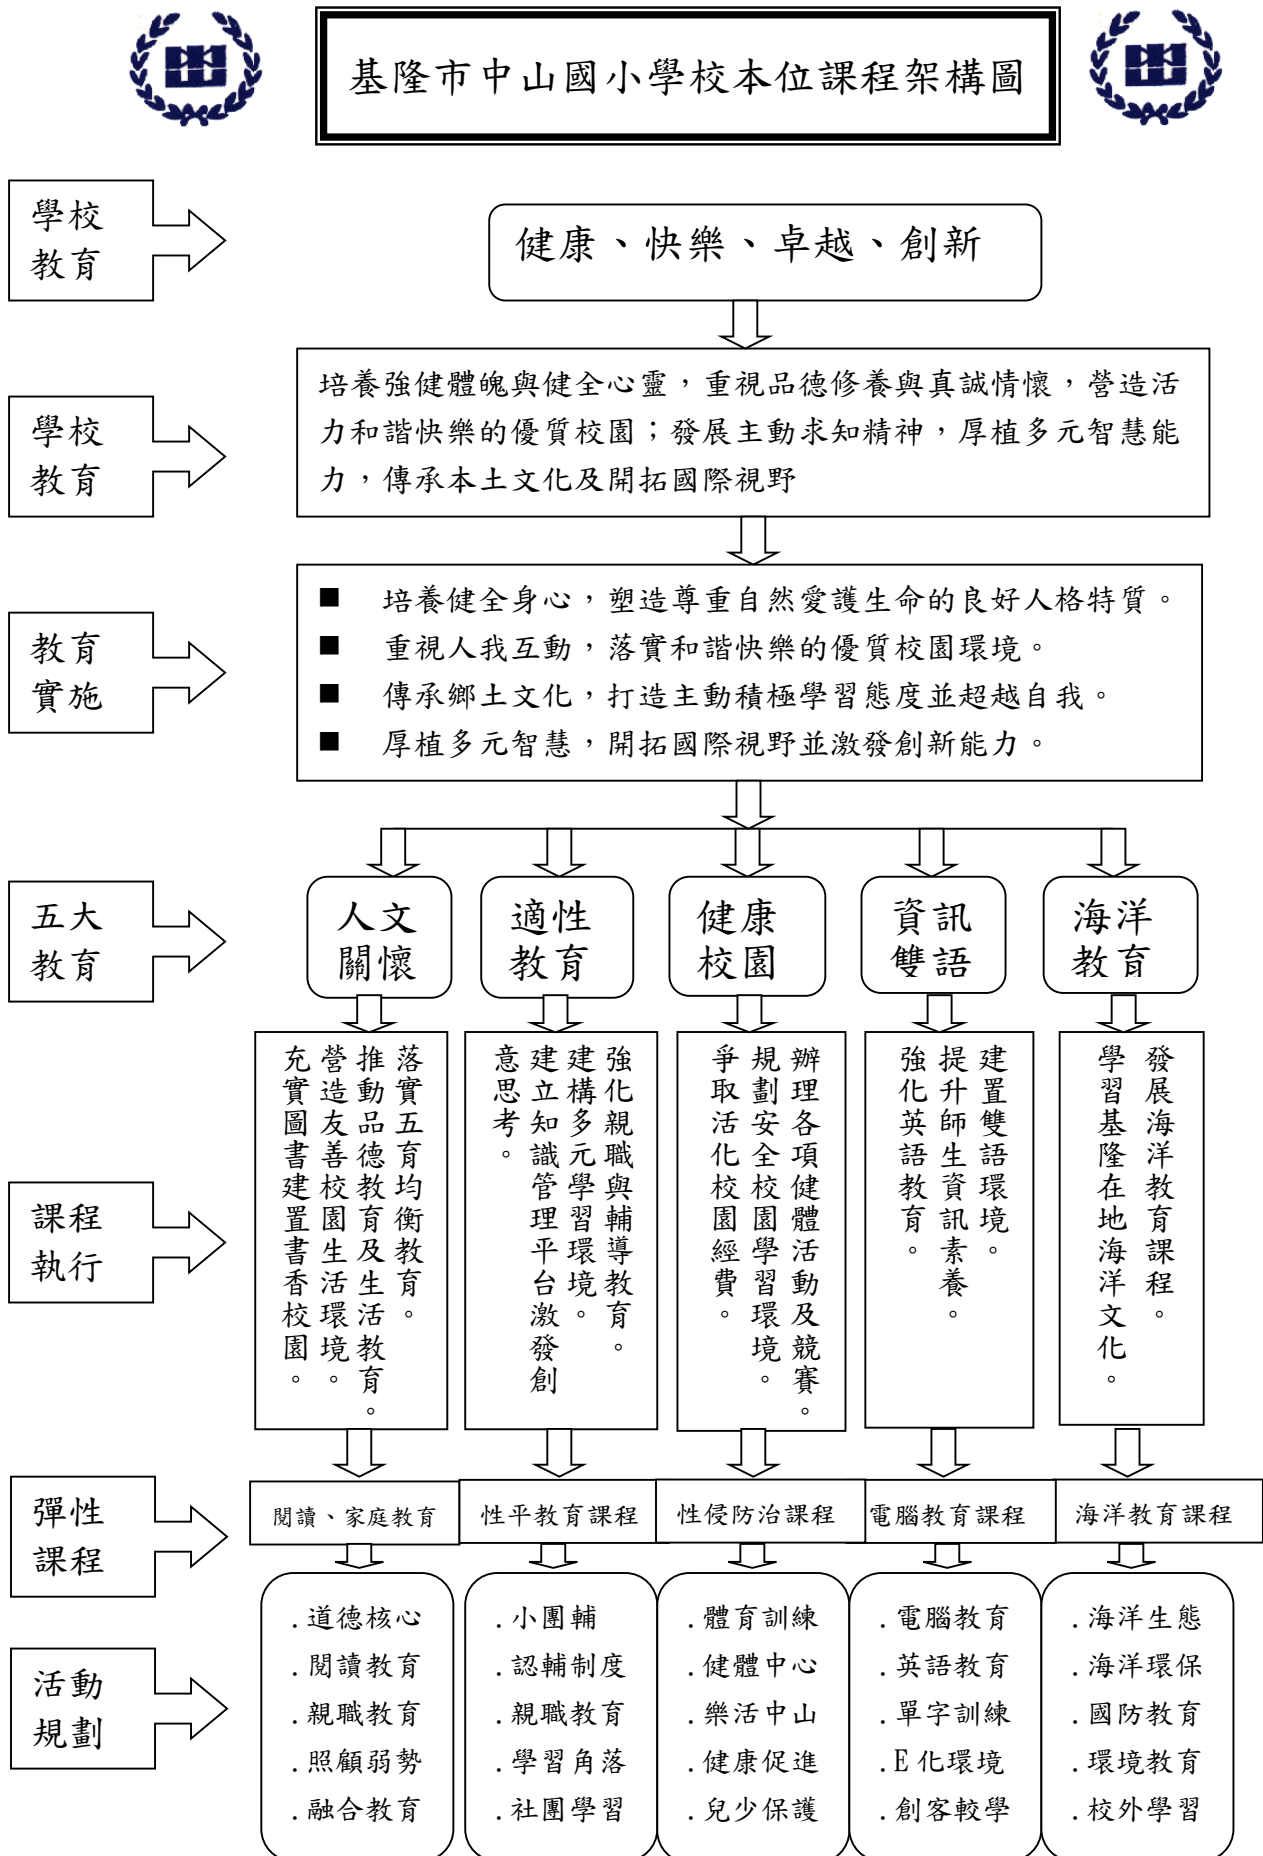 基隆市中山國小學校本位課程架構圖
學校
教育
健康、快樂、卓越、創新
學校
教育
培養強健體魄與健全心靈，重視品德修養與真誠情懷，營造活
力和諧快樂的優質校園；發展主動求知精神，厚植多元智慧能
力，傳承本土文化及開拓國際視野
教育
實施
■ 培養健全身心，塑造尊重自然愛護生命的良好人格特質。
■ 重視人我互動，落實和諧快樂的優質校園環境。
■ 傳承鄉土文化，打造主動積極學習態度並超越自我。
■ 厚植多元智慧，開拓國際視野並激發創新能力。
五大
教育
人文
關懷
適性
教育
健康
校園
資訊
雙語
海洋
教育
課程
執行
落實五育均衡教育。
推動品德教育及生活教育。
營造友善校園生活環境。
充實圖書建置書香校園。
強化親職與輔導教育。
建構多元學習環境。
建立知識管理平台激發創
意思考。
辦理各項健體活動及競賽。
規劃安全校園學習環境。
爭取活化校園經費。
建置雙語環境。
提升師生資訊素養。
強化英語教育。
發展海洋教育課程。
學習基隆在地海洋文化。
彈性
課程
閱讀、家庭教育
性平教育課程
性侵防治課程
電腦教育課程
海洋教育課程
活動
規劃
.道德核心
.閱讀教育
.親職教育
.照顧弱勢
.融合教育
.小團輔
.認輔制度
.親職教育
.學習角落
.社團學習
.體育訓練
.健體中心
.樂活中山
.健康促進
.兒少保護
.電腦教育
.英語教育
.單字訓練
.E化環境
.創客較學
.海洋生態
.海洋環保
.國防教育
.環境教育
.校外學習